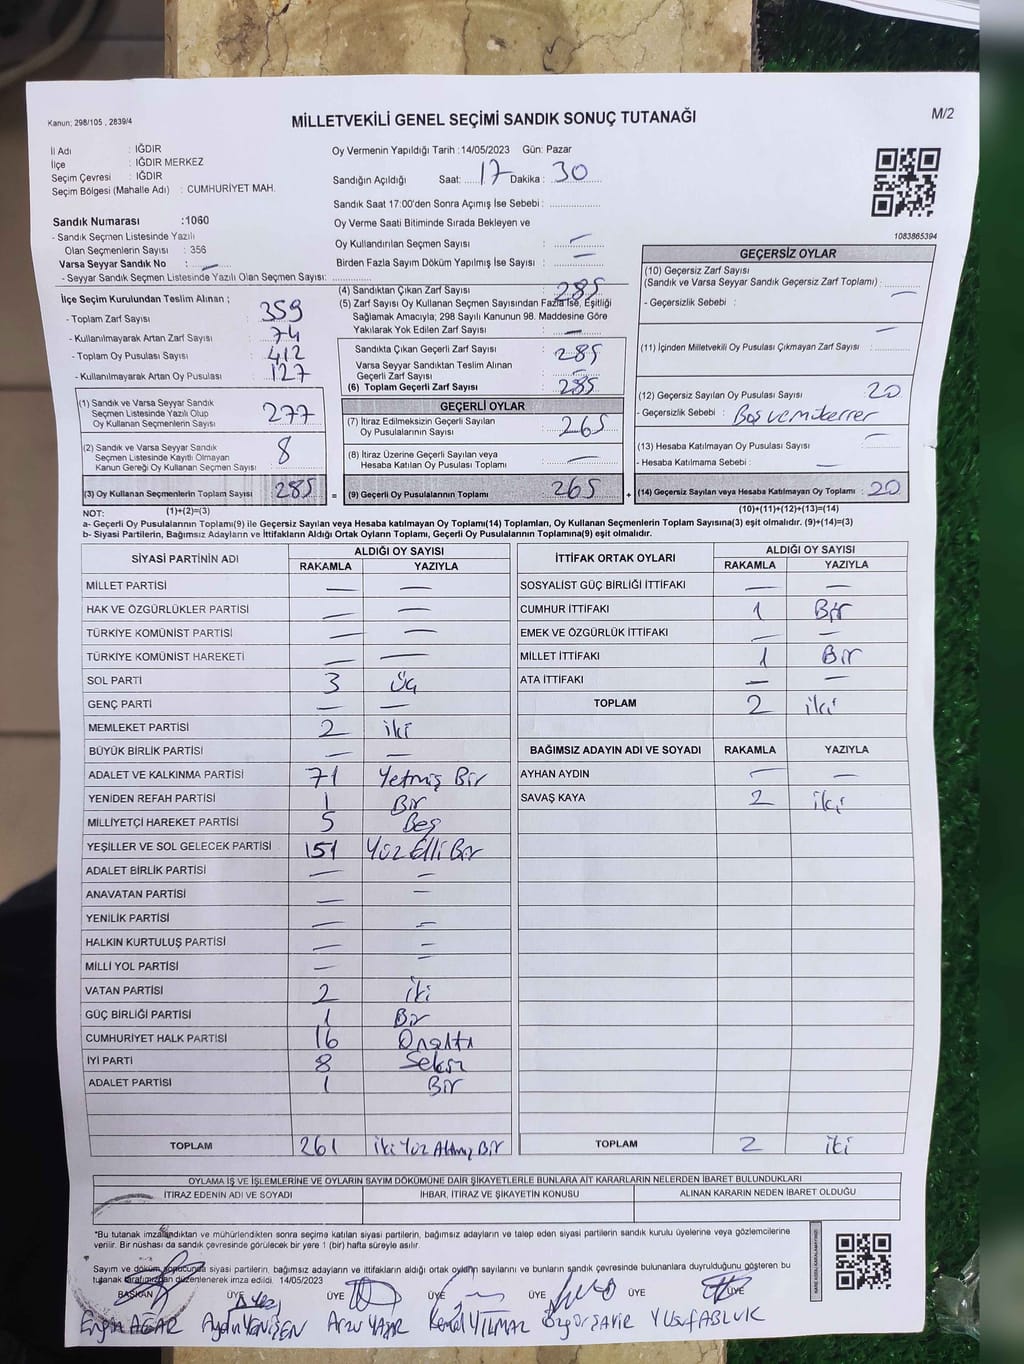 Kanun; 298/105 , 2839/4
MİLLETVEKİLİ GENEL SEÇİMİ SANDIK SONUÇ TUTANAĞI
M/2
İl Adı : IĞDIR
İlçe : IĞDIR MERKEZ
Seçim Çevresi : IĞDIR
Seçim Bölgesi (Mahalle Adı) : CUMHURİYET MAH.
Sandık Numarası :1060
- Sandık Seçmen Listesinde Yazılı
Olan Seçmenlerin Sayısı : 356
Varsa Seyyar Sandık No : —
- Seyyar Sandık Seçmen Listesinde Yazılı Olan Seçmen Sayısı: ..............
Oy Vermenin Yapıldığı Tarih :14/05/2023 Gün: Pazar
Sandığın Açıldığı Saat: 17 Dakika : 30
Sandık Saat 17:00'den Sonra Açımış İse Sebebi : ..............
Oy Verme Saati Bitiminde Sırada Bekleyen ve
Oy Kullandırılan Seçmen Sayısı : —
Birden Fazla Sayım Döküm Yapılmış İse Sayısı : —
1083865394
İlçe Seçim Kurulundan Teslim Alınan ;
- Toplam Zarf Sayısı : 359
- Kullanılmayarak Artan Zarf Sayısı : 74
- Toplam Oy Pusulası Sayısı : 412
- Kullanılmayarak Artan Oy Pusulası : 127
(1) Sandık ve Varsa Seyyar Sandık
Seçmen Listesinde Yazılı Olup
Oy Kullanan Seçmenlerin Sayısı : 277
(2) Sandık ve Varsa Seyyar Sandık
Seçmen Listesinde Kayıtlı Olmayan
Kanun Gereği Oy Kullanan Seçmen Sayısı : 8
(3) Oy Kullanan Seçmenlerin Toplam Sayısı : 285 =
(4) Sandıktan Çıkan Zarf Sayısı : 285
(5) Zarf Sayısı Oy Kullanan Seçmen Sayısından Fazla İse, Eşitliği
Sağlamak Amacıyla; 298 Sayılı Kanunun 98. Maddesine Göre
Yakılarak Yok Edilen Zarf Sayısı : —
Sandıkta Çıkan Geçerli Zarf Sayısı : 285
Varsa Seyyar Sandıktan Teslim Alınan
Geçerli Zarf Sayısı : —
(6) Toplam Geçerli Zarf Sayısı : 285
GEÇERLİ OYLAR
(7) İtiraz Edilmeksizin Geçerli Sayılan
Oy Pusulalarının Sayısı : 265
(8) İtiraz Üzerine Geçerli Sayılan veya
Hesaba Katılan Oy Pusulası Toplamı : —
(9) Geçerli Oy Pusulalarının Toplamı : 265 +
GEÇERSİZ OYLAR
(10) Geçersiz Zarf Sayısı
(Sandık ve Varsa Seyyar Sandık Geçersiz Zarf Toplamı) : —
- Geçersizlik Sebebi : —
(11) İçinden Milletvekili Oy Pusulası Çıkmayan Zarf Sayısı : —
(12) Geçersiz Sayılan Oy Pusulası Sayısı : 20
- Geçersizlik Sebebi : Boş ve mükerrer
(13) Hesaba Katılmayan Oy Pusulası Sayısı : —
- Hesaba Katılmama Sebebi : —
(14) Geçersiz Sayılan veya Hesaba Katılmayan Oy Toplamı : 20
NOT: (1)+(2)=(3) (10)+(11)+(12)+(13)=(14)
a- Geçerli Oy Pusulalarının Toplamı(9) ile Geçersiz Sayılan veya Hesaba katılmayan Oy Toplamı(14) Toplamları, Oy Kullanan Seçmenlerin Toplam Sayısına(3) eşit olmalıdır. (9)+(14)=(3)
b- Siyasi Partilerin, Bağımsız Adayların ve İttifakların Aldığı Ortak Oyların Toplamı, Geçerli Oy Pusulalarının Toplamına(9) eşit olmalıdır.
SİYASİ PARTİNİN ADI ALDIĞI OY SAYISI
RAKAMLA YAZIYLA
MİLLET PARTİSİ — —
HAK VE ÖZGÜRLÜKLER PARTİSİ — —
TÜRKİYE KOMÜNİST PARTİSİ — —
TÜRKİYE KOMÜNİST HAREKETİ — —
SOL PARTİ 3 üç
GENÇ PARTİ — —
MEMLEKET PARTİSİ 2 iki
BÜYÜK BİRLİK PARTİSİ — —
ADALET VE KALKINMA PARTİSİ 71 Yetmiş Bir
YENİDEN REFAH PARTİSİ 1 Bir
MİLLİYETÇİ HAREKET PARTİSİ 5 Beş
YEŞİLLER VE SOL GELECEK PARTİSİ 151 Yüz Elli Bir
ADALET BİRLİK PARTİSİ — —
ANAVATAN PARTİSİ — —
YENİLİK PARTİSİ — —
HALKIN KURTULUŞ PARTİSİ — —
MİLLİ YOL PARTİSİ — —
VATAN PARTİSİ 2 iki
GÜÇ BİRLİĞİ PARTİSİ 1 Bir
CUMHURİYET HALK PARTİSİ 16 Onaltı
İYİ PARTİ 8 Sekiz
ADALET PARTİSİ 1 Bir
TOPLAM 261 iki Yüz Altmış Bir
İTTİFAK ORTAK OYLARI ALDIĞI OY SAYISI
RAKAMLA YAZIYLA
SOSYALİST GÜÇ BİRLİĞİ İTTİFAKI — —
CUMHUR İTTİFAKI 1 Bir
EMEK VE ÖZGÜRLÜK İTTİFAKI — —
MİLLET İTTİFAKI 1 Bir
ATA İTTİFAKI — —
TOPLAM 2 iki
BAĞIMSIZ ADAYIN ADI VE SOYADI RAKAMLA YAZIYLA
AYHAN AYDIN — —
SAVAŞ KAYA 2 iki
TOPLAM 2 iki
OYLAMA İŞ VE İŞLEMLERİNE VE OYLARIN SAYIM DÖKÜMÜNE DAİR ŞİKAYETLERLE BUNLARA AİT KARARLARIN NELERDEN İBARET BULUNDUKLARI
İTİRAZ EDENİN ADI VE SOYADI İHBAR, İTİRAZ VE ŞİKAYETİN KONUSU ALINAN KARARIN NEDEN İBARET OLDUĞU
*Bu tutanak imzalandıktan ve mühürlendikten sonra seçime katılan siyasi partilerin, bağımsız adayların ve talep eden siyasi partilerin sandık kurulu üyelerine veya gözlemcilerine
verilir. Bir nüshası da sandık çevresinde görülecek bir yere 1 (bir) hafta süreyle asılır.
Sayım ve döküm sonucunda siyasi partilerin, bağımsız adayların ve ittifakların aldığı ortak oyların sayılarını ve bunların sandık çevresinde bulunanlara duyrulduğunu gösteren bu
tutanak tarafımızdan düzenlenerek imza edildi. 14/05/2023
BAŞKAN ÜYE ÜYE ÜYE ÜYE ÜYE ÜYE
Engin AĞAR Aydın YENİŞEN Arzu YAŞAR Kemal YILMAZ Özgür SAVİR YUSUF ABLUK